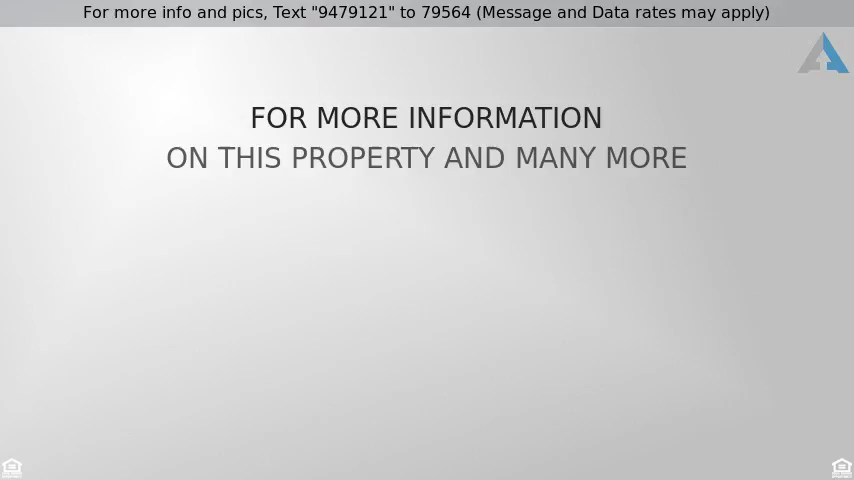 For more info and pics, Text "9479121" to 79564 (Message and Data rates may apply)
FOR MORE INFORMATION
ON THIS PROPERTY AND MANY MORE